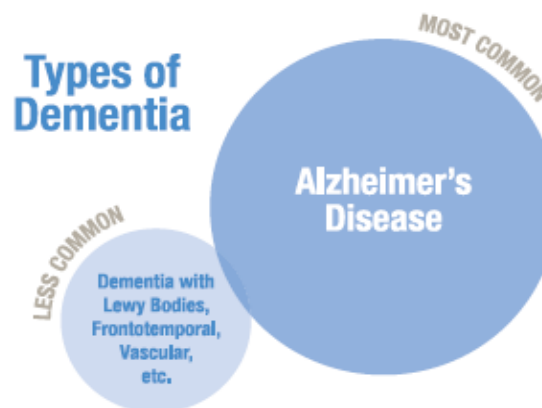 Types of
Dementia
MOST COMMON
Alzheimer's
Disease
LESS COMMON
Dementia with
Lewy Bodies,
Frontotemporal,
Vascular,
etc.